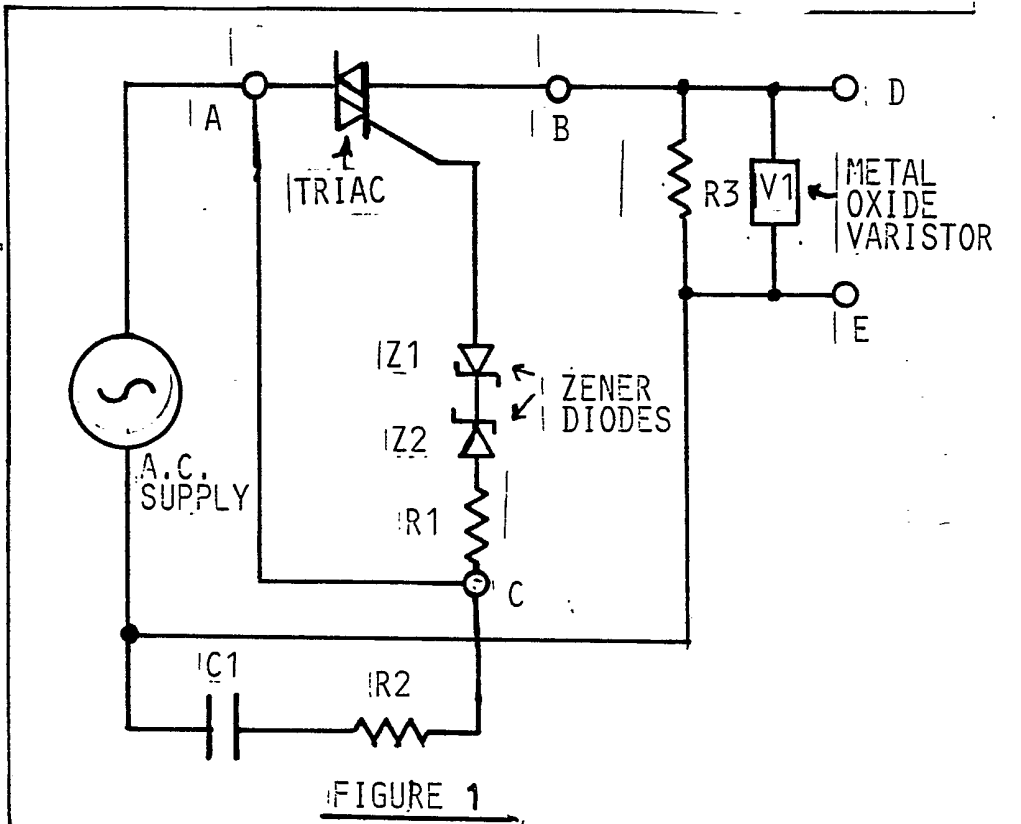 D
A
B
TRIAC
R3
V1
METAL
OXIDE
VARISTOR
E
Z1
ZENER
DIODES
Z2
A.C.
SUPPLY
R1
C
C1
R2
FIGURE 1